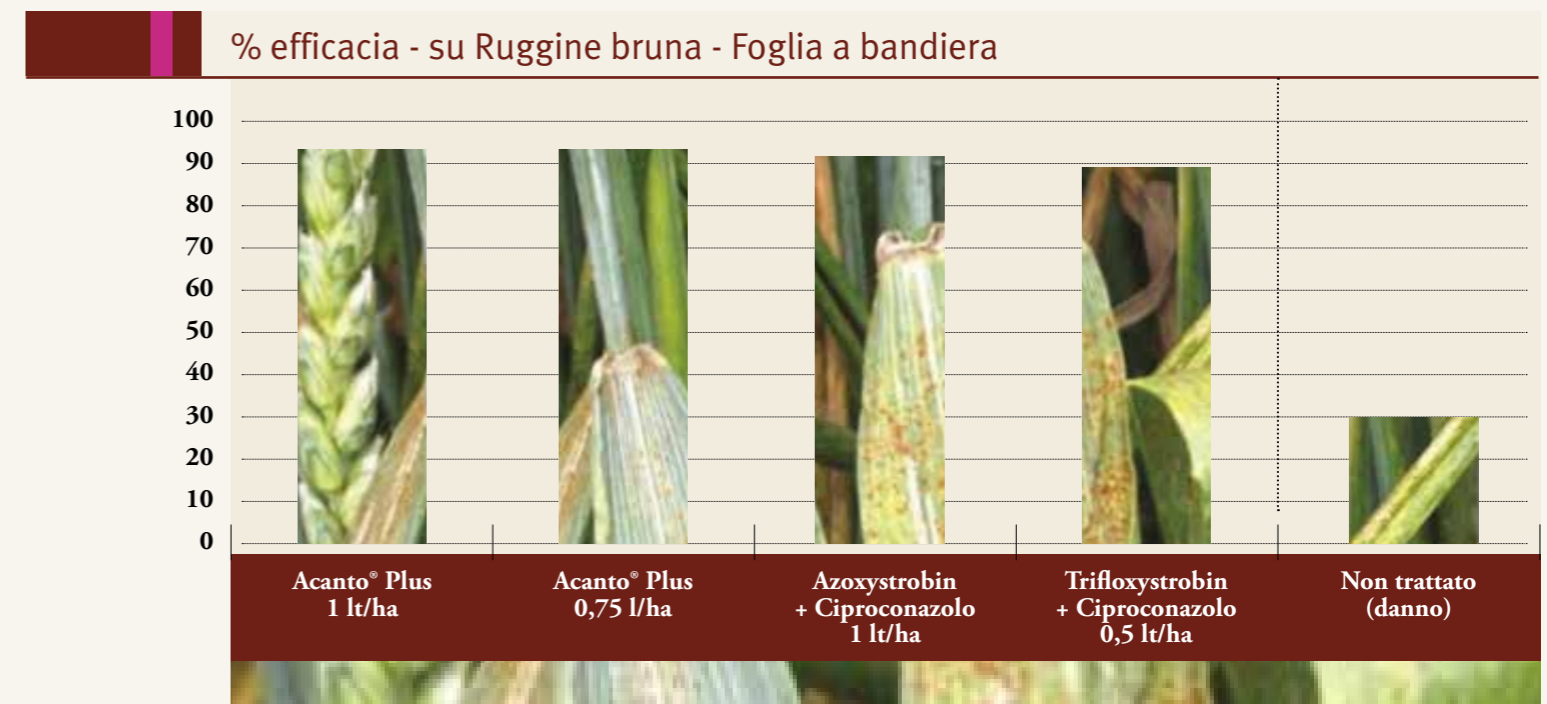 % efficacia - su Ruggine bruna - Foglia a bandiera
100
90
80
70
60
50
40
30
20
10
0
Acanto® Plus
1 lt/ha
Acanto® Plus
0,75 l/ha
Azoxystrobin
+ Ciproconazolo
1 lt/ha
Trifloxystrobin
+ Ciproconazolo
0,5 lt/ha
Non trattato
(danno)